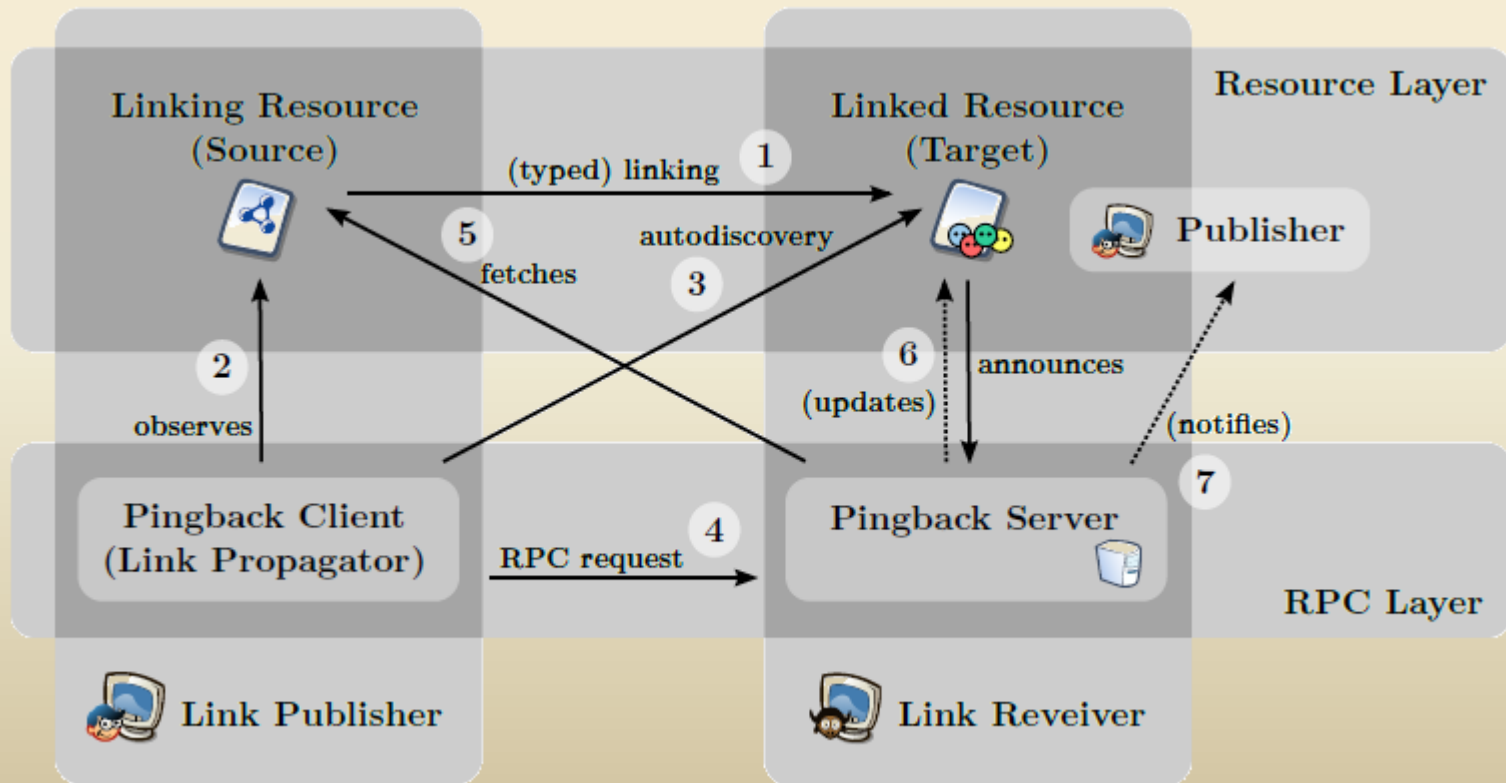 Resource Layer
Linking Resource
(Source)
Linked Resource
(Target)
(typed) linking
1
Publisher
5
fetches
autodiscovery
3
2
observes
6
(updates)
announces
(notifies)
7
Pingback Client
(Link Propagator)
RPC request
4
Pingback Server
RPC Layer
Link Publisher
Link Reveiver